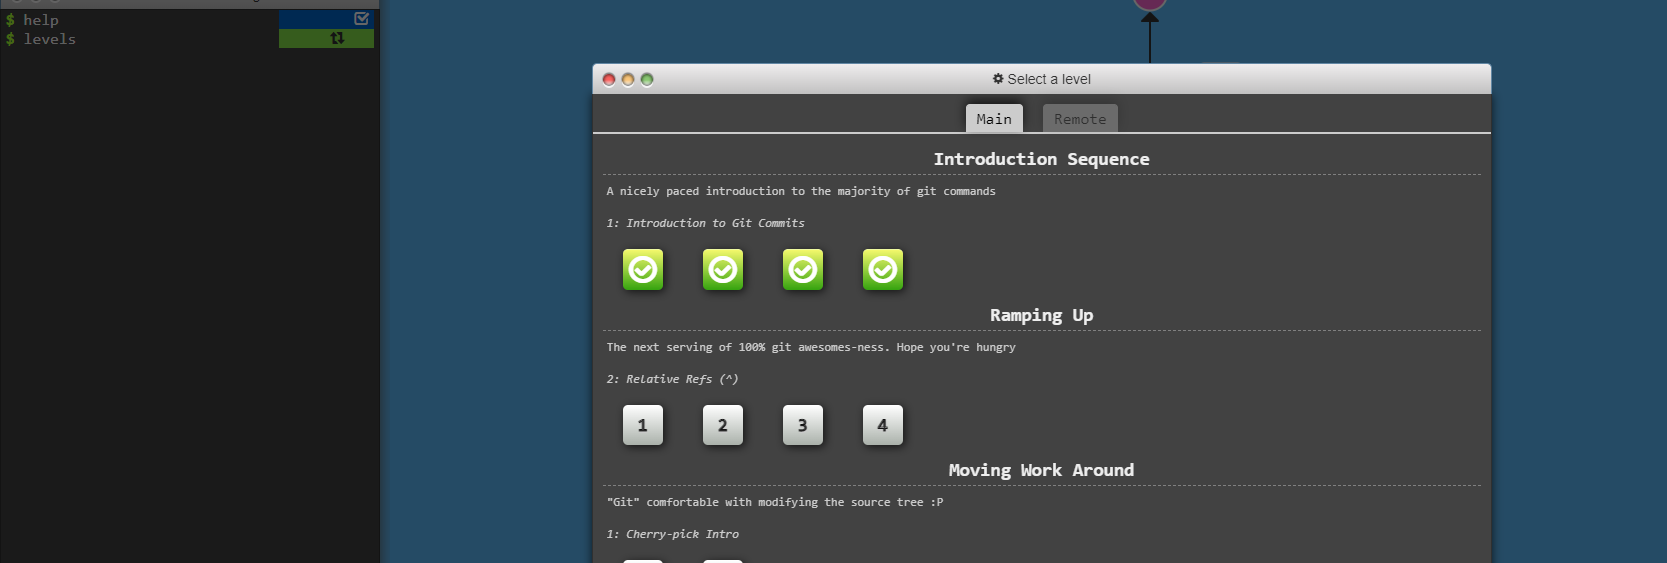 $ help
$ levels
Select a level
Main Remote
Introduction Sequence
A nicely paced introduction to the majority of git commands
1: Introduction to Git Commits
Ramping Up
The next serving of 100% git awesomes-ness. Hope you're hungry
2: Relative Refs (^)
1 2 3 4
Moving Work Around
"Git" comfortable with modifying the source tree :P
1: Cherry-pick Intro